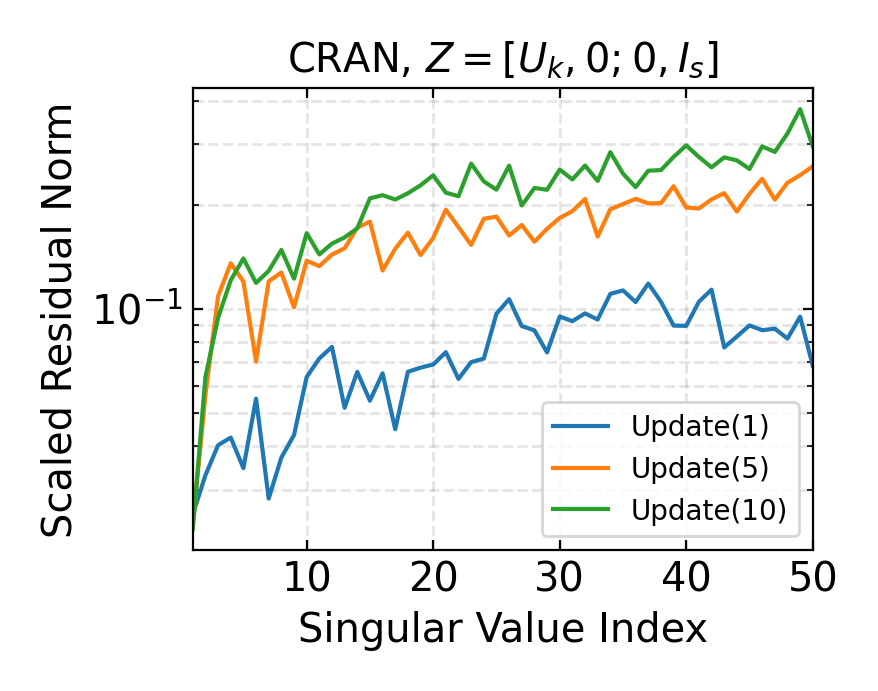 CRAN, Z = [U_k, 0; 0, I_s]
Scaled Residual Norm
10^{-1}
Update(1)
Update(5)
Update(10)
10 20 30 40 50
Singular Value Index